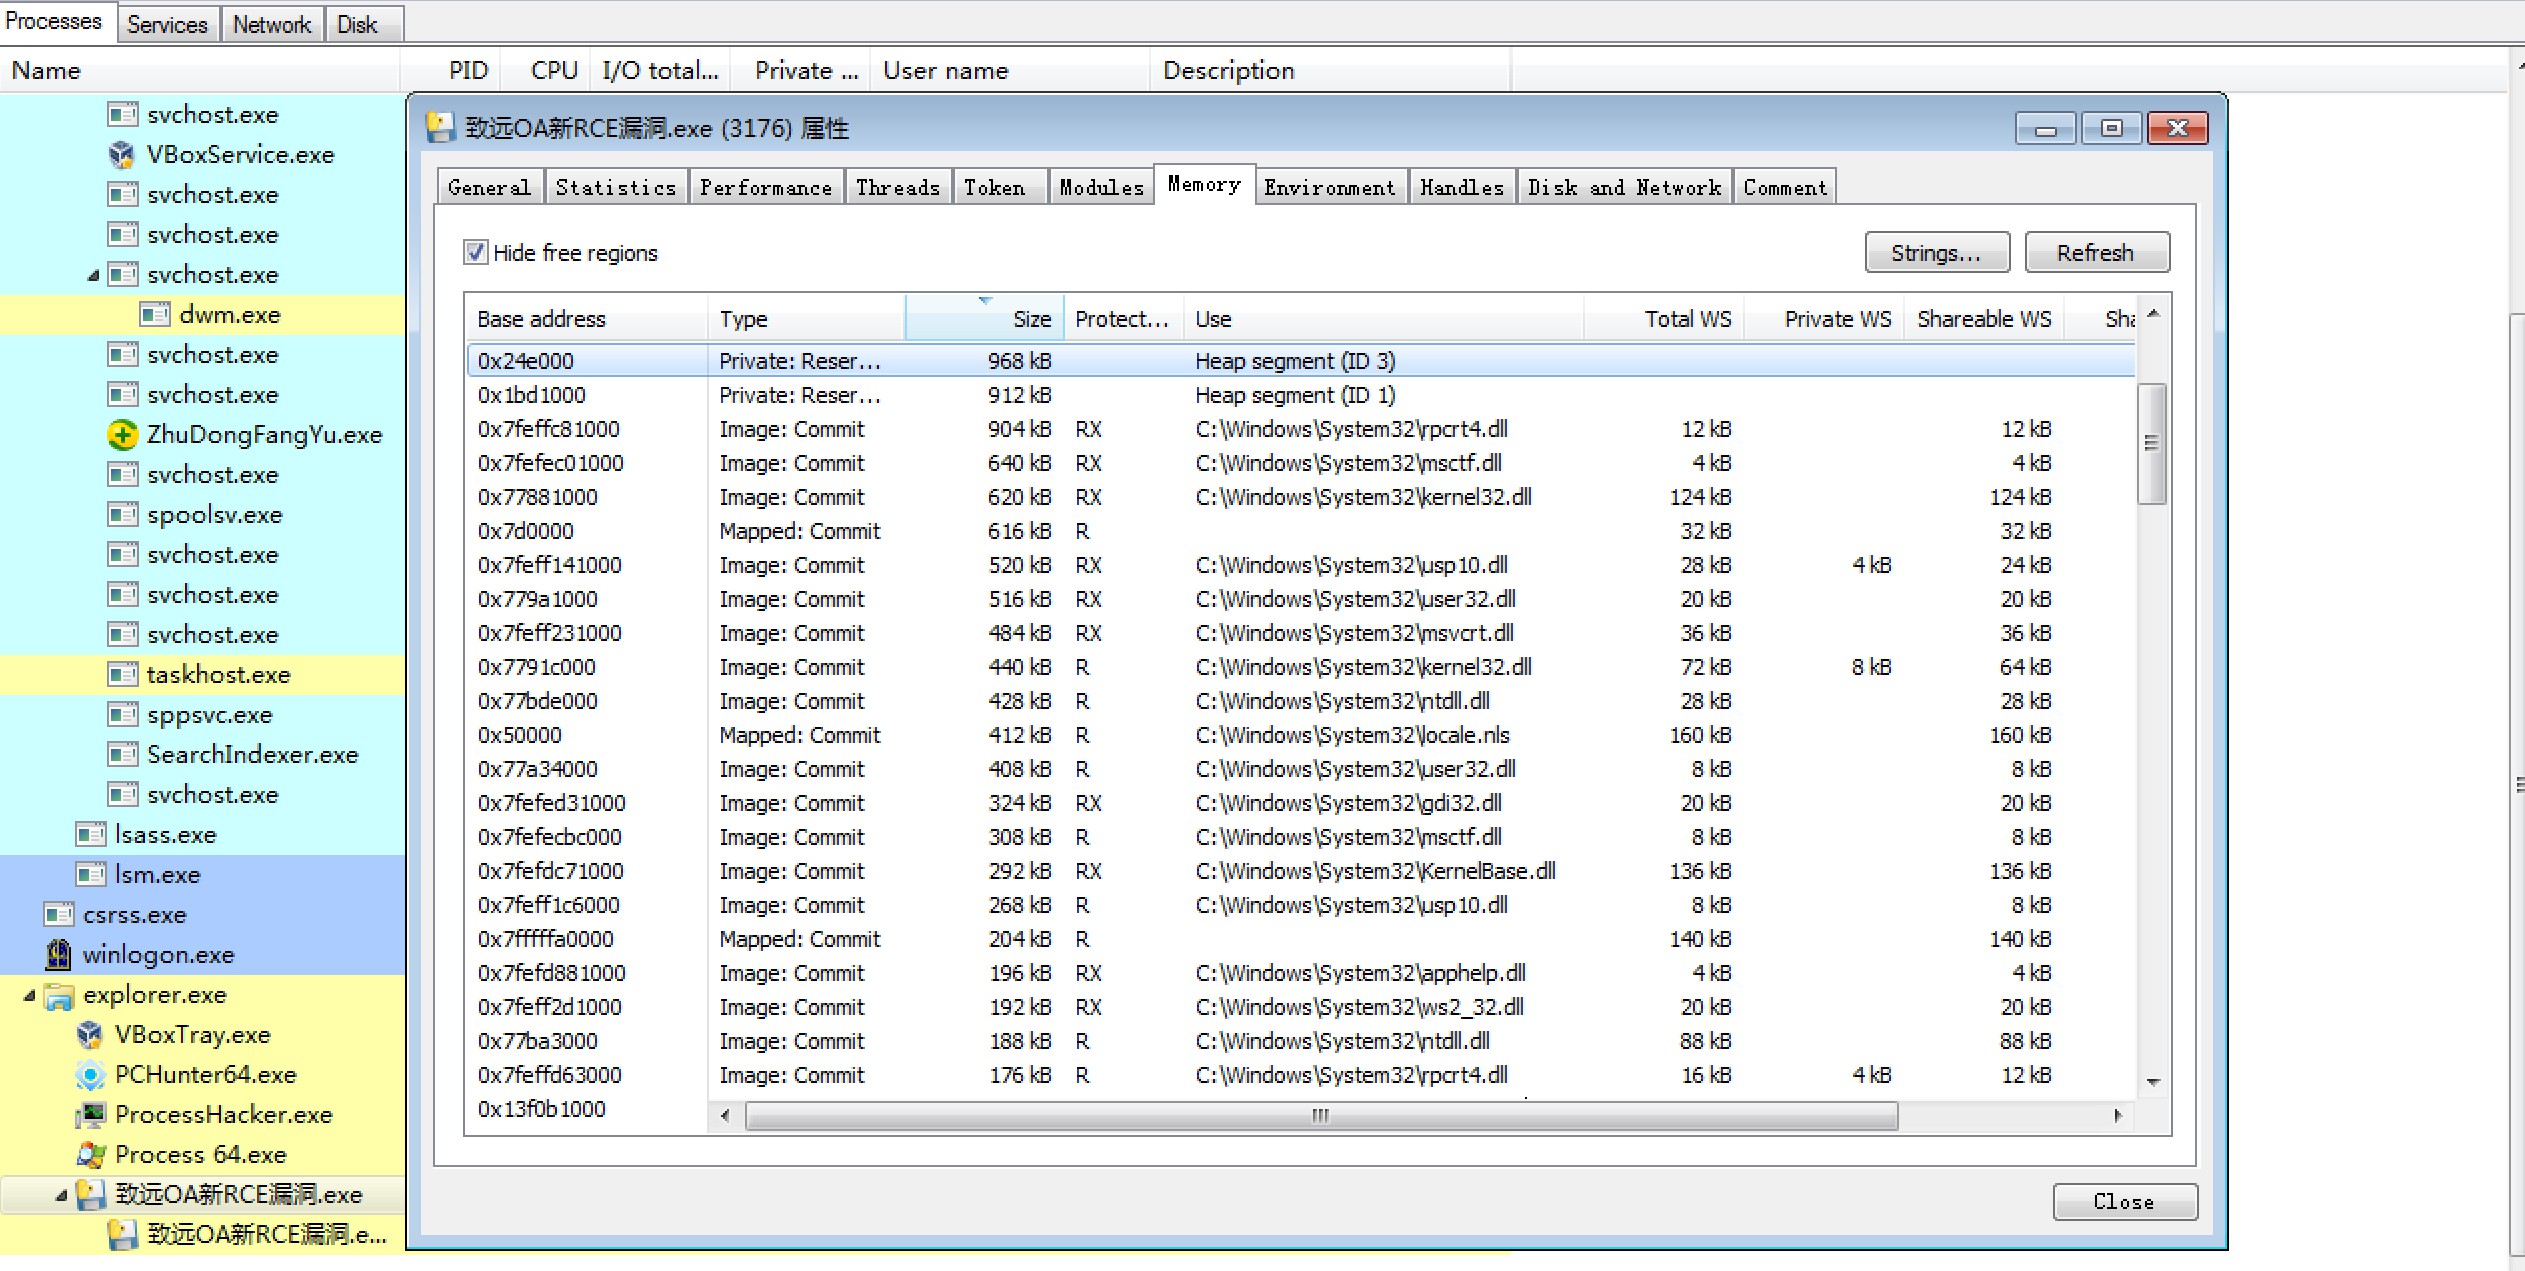 Processes Services Network Disk
Name PID CPU I/O total... Private ... User name Description
svchost.exe
VBoxService.exe
svchost.exe
svchost.exe
svchost.exe
dwm.exe
svchost.exe
svchost.exe
ZhuDongFangYu.exe
svchost.exe
spoolsv.exe
svchost.exe
svchost.exe
svchost.exe
taskhost.exe
sppsvc.exe
SearchIndexer.exe
svchost.exe
lsass.exe
lsm.exe
csrss.exe
winlogon.exe
explorer.exe
VBoxTray.exe
PCHunter64.exe
ProcessHacker.exe
Process 64.exe
致远OA新RCE漏洞.exe
致远OA新RCE漏洞.e...
致远OA新RCE漏洞.exe (3176) 属性
General Statistics Performance Threads Token Modules Memory Environment Handles Disk and Network Comment
Hide free regions Strings... Refresh
Base address Type Size Protect... Use Total WS Private WS Shareable WS Sha
0x24e000 Private: Reser... 968 kB Heap segment (ID 3)
0x1bd1000 Private: Reser... 912 kB Heap segment (ID 1)
0x7feffc81000 Image: Commit 904 kB RX C:\Windows\System32\rpcrt4.dll 12 kB 12 kB
0x7fefec01000 Image: Commit 640 kB RX C:\Windows\System32\msctf.dll 4 kB 4 kB
0x77881000 Image: Commit 620 kB RX C:\Windows\System32\kernel32.dll 124 kB 124 kB
0x7d0000 Mapped: Commit 616 kB R 32 kB 32 kB
0x7feff141000 Image: Commit 520 kB RX C:\Windows\System32\usp10.dll 28 kB 4 kB 24 kB
0x779a1000 Image: Commit 516 kB RX C:\Windows\System32\user32.dll 20 kB 20 kB
0x7feff231000 Image: Commit 484 kB RX C:\Windows\System32\msvcrt.dll 36 kB 36 kB
0x7791c000 Image: Commit 440 kB R C:\Windows\System32\kernel32.dll 72 kB 8 kB 64 kB
0x77bde000 Image: Commit 428 kB R C:\Windows\System32\ntdll.dll 28 kB 28 kB
0x50000 Mapped: Commit 412 kB R C:\Windows\System32\locale.nls 160 kB 160 kB
0x77a34000 Image: Commit 408 kB R C:\Windows\System32\user32.dll 8 kB 8 kB
0x7fefed31000 Image: Commit 324 kB RX C:\Windows\System32\gdi32.dll 20 kB 20 kB
0x7fefecbc000 Image: Commit 308 kB R C:\Windows\System32\msctf.dll 8 kB 8 kB
0x7fefdc71000 Image: Commit 292 kB RX C:\Windows\System32\KernelBase.dll 136 kB 136 kB
0x7feff1c6000 Image: Commit 268 kB R C:\Windows\System32\usp10.dll 8 kB 8 kB
0x7fffffa0000 Mapped: Commit 204 kB R 140 kB 140 kB
0x7fefd881000 Image: Commit 196 kB RX C:\Windows\System32\apphelp.dll 4 kB 4 kB
0x7feff2d1000 Image: Commit 192 kB RX C:\Windows\System32\ws2_32.dll 20 kB 20 kB
0x77ba3000 Image: Commit 188 kB R C:\Windows\System32\ntdll.dll 88 kB 88 kB
0x7feffd63000 Image: Commit 176 kB R C:\Windows\System32\rpcrt4.dll 16 kB 4 kB 12 kB
0x13f0b1000
Close